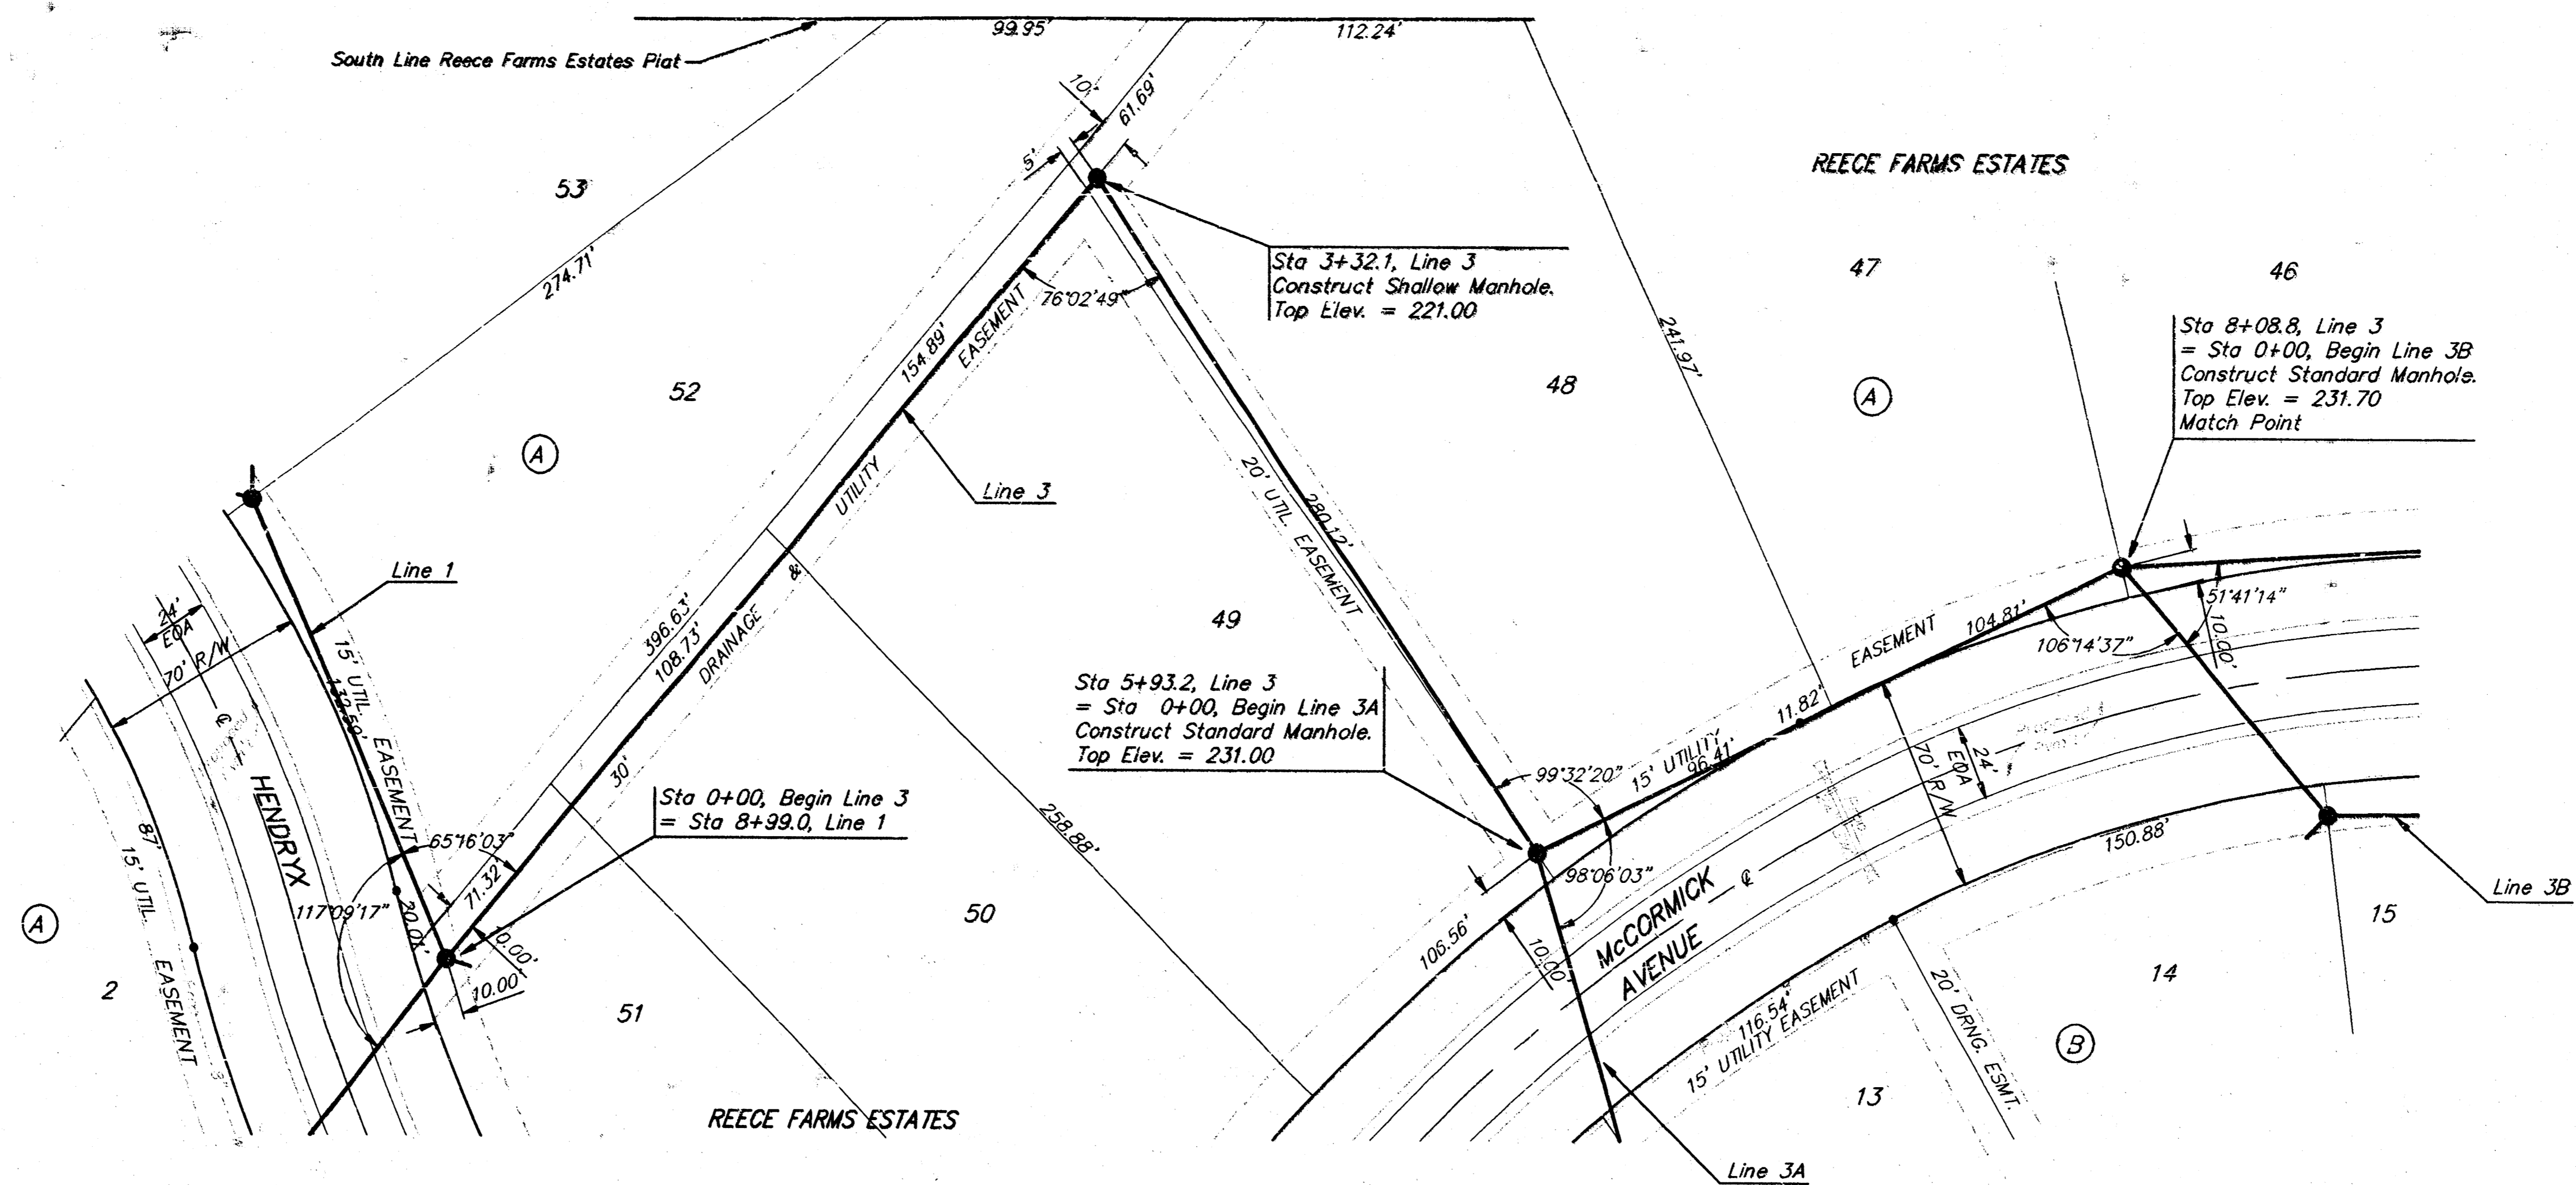 99.95'
112.24'
South Line Reece Farms Estates Plat
10'
61.69'
5'
REECE FARMS ESTATES
53
274.71'
47
46
Sta 3+32.1, Line 3
Construct Shallow Manhole.
Top Elev. = 221.00
76°02'49"
EASEMENT
154.89'
241.97'
Sta 8+08.8, Line 3
= Sta 0+00, Begin Line 3B
Construct Standard Manhole.
Top Elev. = 231.70
Match Point
52
48
A
A
UTILITY
Line 3
20' UTIL. EASEMENT
280.12'
Line 1
&
24'
EOA
70' R/W
15' UTIL. EASEMENT
132.59'
396.63'
108.73'
DRAINAGE
49
EASEMENT
104.81'
51°41'14"
106°14'37"
10.00'
Sta 5+93.2, Line 3
= Sta 0+00, Begin Line 3A
Construct Standard Manhole.
Top Elev. = 231.00
11.82'
15' UTILITY
96.41'
99°32'20"
70' R/W
24'
EOA
℄
HENDRYX
30'
Sta 0+00, Begin Line 3
= Sta 8+99.0, Line 1
258.88'
87'
15' UTIL. EASEMENT
65°16'03"
71.32'
117°09'17"
20.01'
10.00'
10.00'
98°06'03"
150.88'
Line 3B
A
2
51
50
106.56'
10.00'
McCORMICK
AVENUE
℄
15
14
116.54'
15' UTILITY EASEMENT
20' DRNG. ESMT.
B
13
REECE FARMS ESTATES
Line 3A